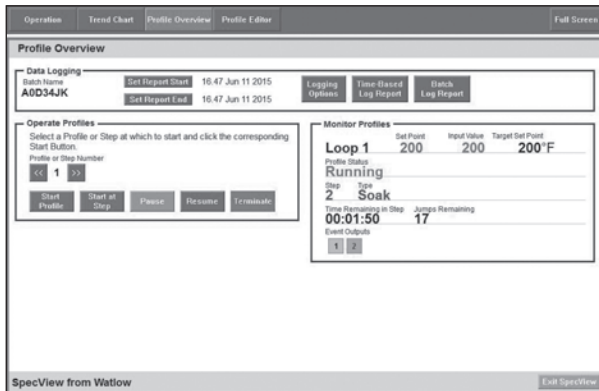 Operation Trend Chart Profile Overview Profile Editor Full Screen
Profile Overview
Data Logging
Batch Name
A0D34JK
Set Report Start 16.47 Jun 11 2015
Set Report End 16.47 Jun 11 2015
Logging Options
Time-Based Log Report
Batch Log Report
Operate Profiles
Select a Profile or Step at which to start and click the corresponding
Start Button.
Profile or Step Number
<< 1 >>
Start Profile
Start at Step
Pause
Resume
Terminate
Monitor Profiles
Set Point Input Value Target Set Point
Loop 1 200 200 200°F
Profile Status
Running
Step Type
2 Soak
Time Remaining in Step Jumps Remaining
00:01:50 17
Event Outputs
1 2
SpecView from Watlow Exit SpecView